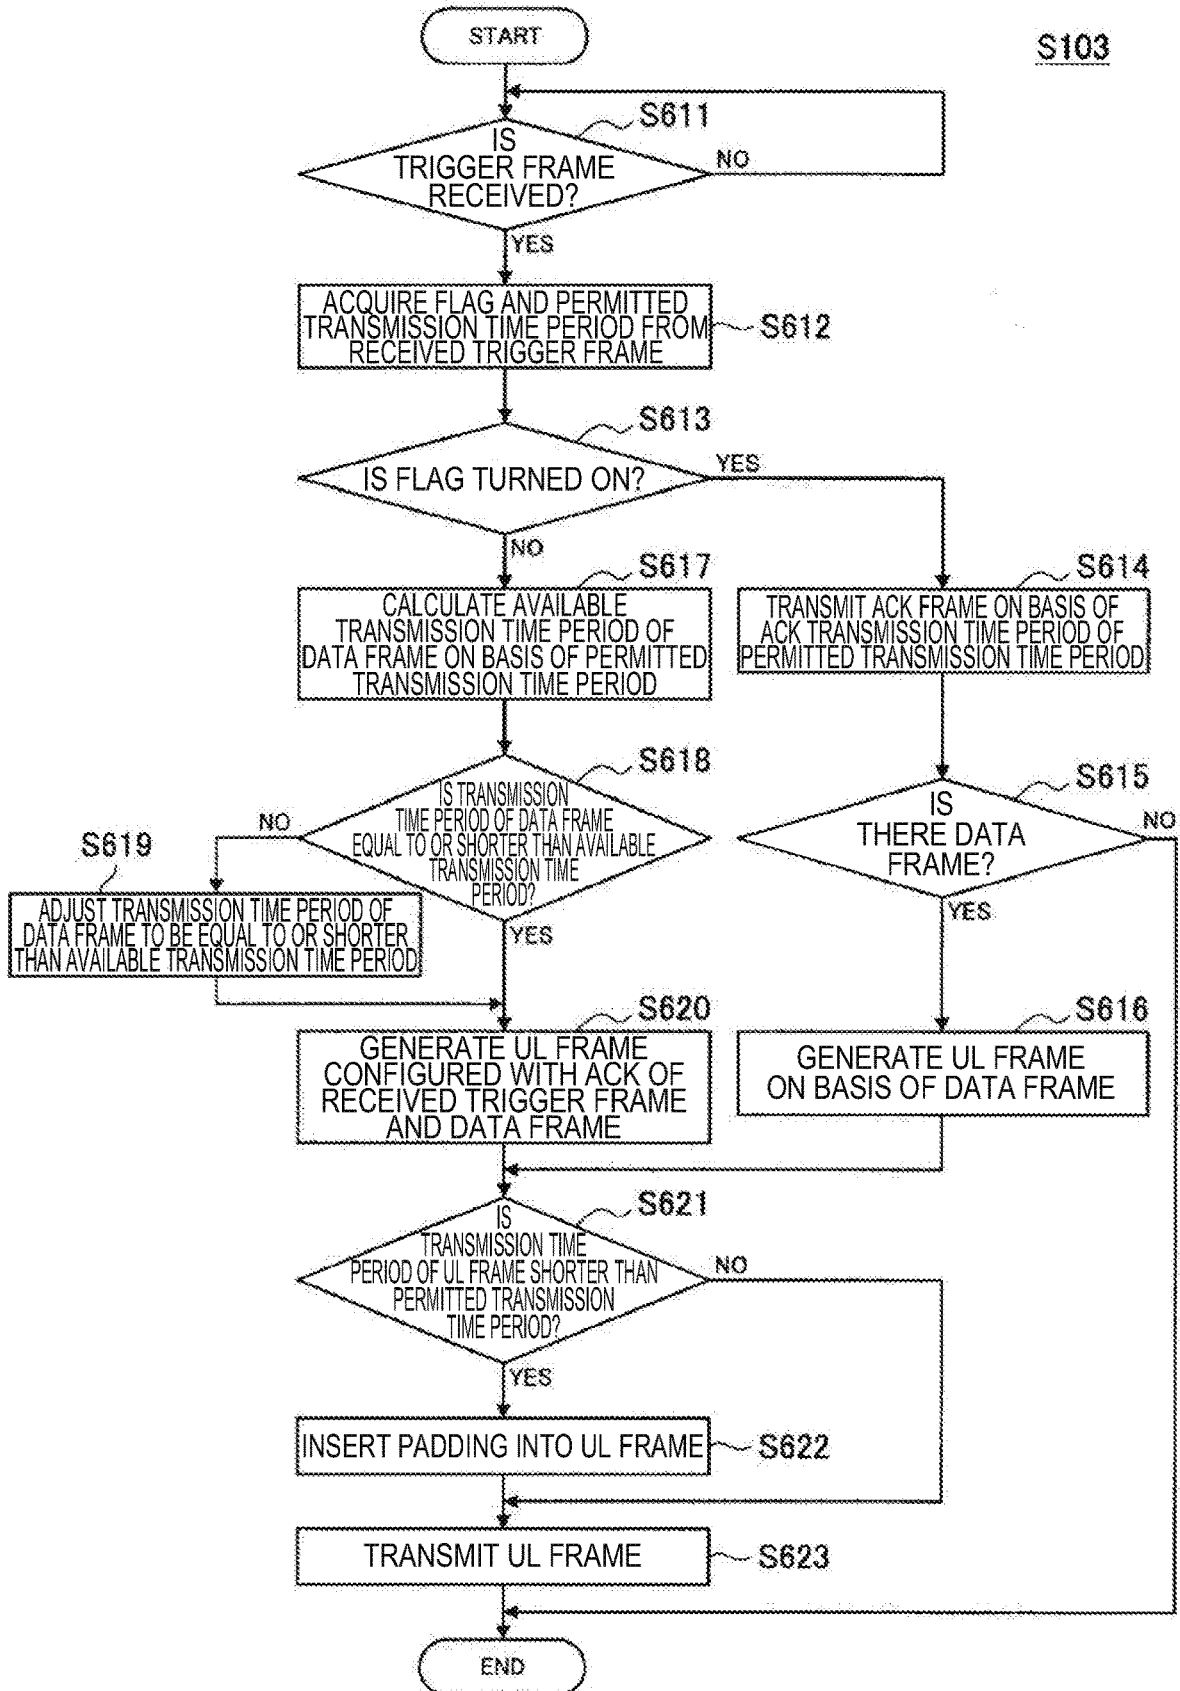 START
S103
S611
IS
TRIGGER FRAME
RECEIVED?
NO
YES
ACQUIRE FLAG AND PERMITTED
TRANSMISSION TIME PERIOD FROM
RECEIVED TRIGGER FRAME
S612
S613
IS FLAG TURNED ON?
YES
NO
S617
CALCULATE AVAILABLE
TRANSMISSION TIME PERIOD OF
DATA FRAME ON BASIS OF PERMITTED
TRANSMISSION TIME PERIOD
S614
TRANSMIT ACK FRAME ON BASIS OF
ACK TRANSMISSION TIME PERIOD OF
PERMITTED TRANSMISSION TIME PERIOD
S618
IS TRANSMISSION
TIME PERIOD OF DATA FRAME
EQUAL TO OR SHORTER THAN AVAILABLE
TRANSMISSION TIME
PERIOD?
NO
YES
S615
IS
THERE DATA
FRAME?
NO
YES
S619
ADJUST TRANSMISSION TIME PERIOD OF
DATA FRAME TO BE EQUAL TO OR SHORTER
THAN AVAILABLE TRANSMISSION TIME PERIOD
S620
GENERATE UL FRAME
CONFIGURED WITH ACK OF
RECEIVED TRIGGER FRAME
AND DATA FRAME
S616
GENERATE UL FRAME
ON BASIS OF DATA FRAME
S621
IS
TRANSMISSION TIME
PERIOD OF UL FRAME SHORTER THAN
PERMITTED TRANSMISSION
TIME PERIOD?
NO
YES
INSERT PADDING INTO UL FRAME
S622
TRANSMIT UL FRAME
S623
END